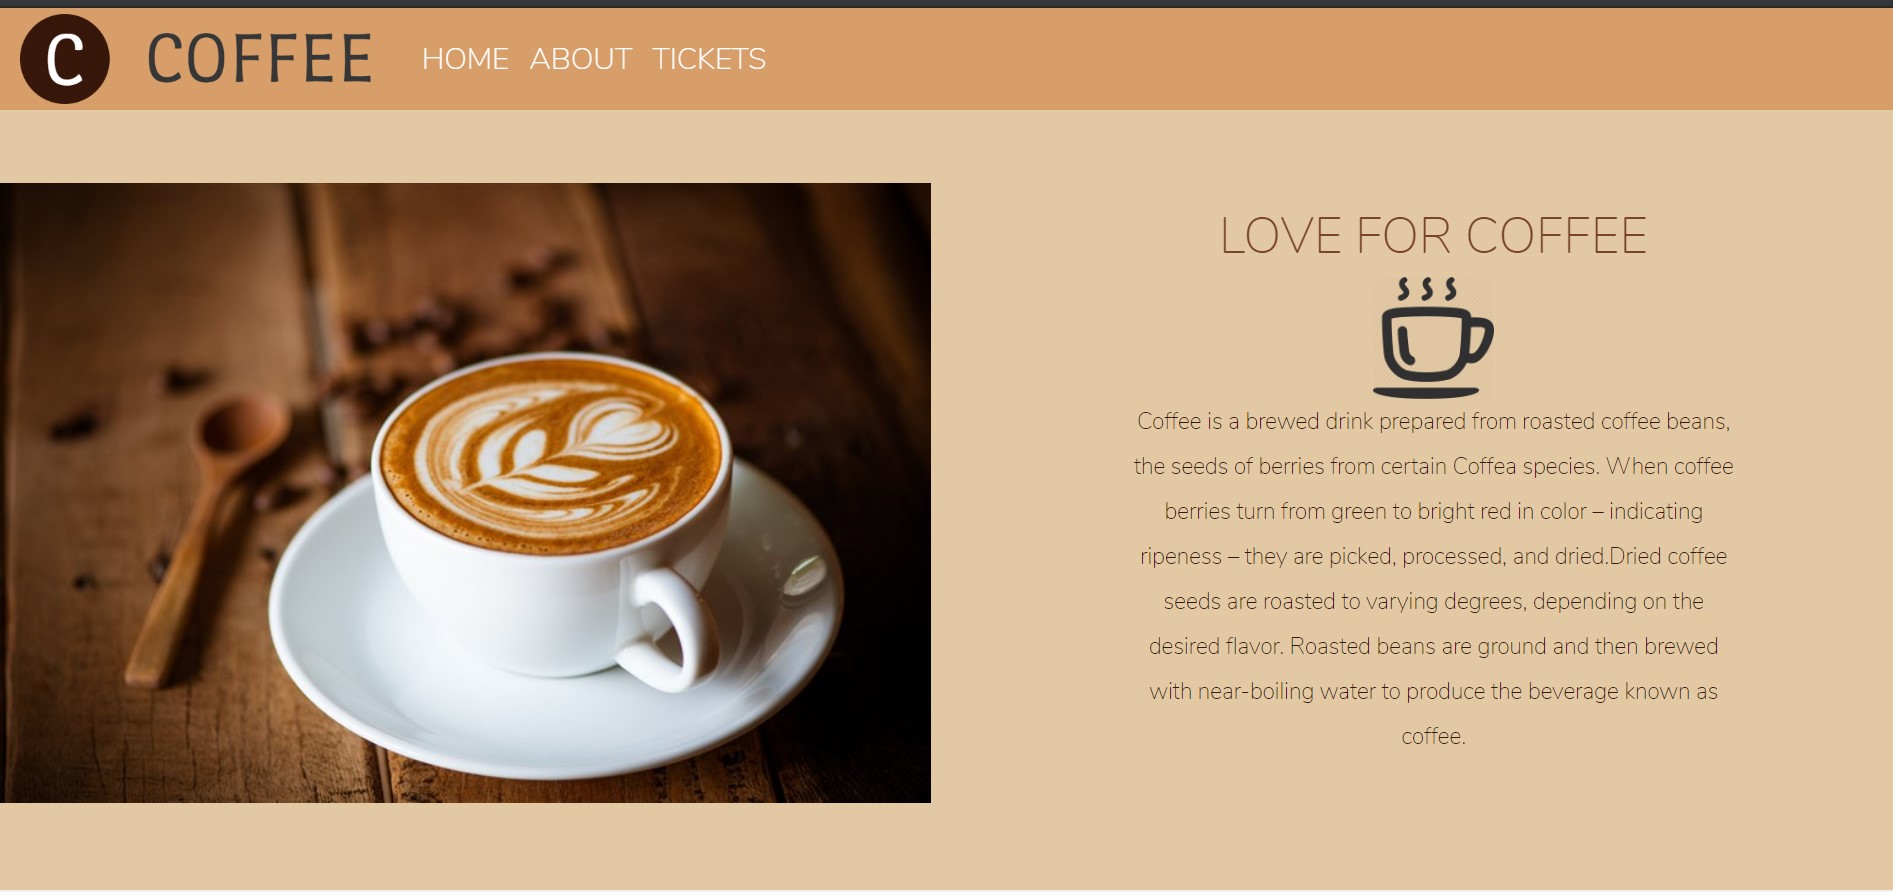 C COFFEE HOME ABOUT TICKETS
LOVE FOR COFFEE
Coffee is a brewed drink prepared from roasted coffee beans,
the seeds of berries from certain Coffea species. When coffee
berries turn from green to bright red in color – indicating
ripeness – they are picked, processed, and dried.Dried coffee
seeds are roasted to varying degrees, depending on the
desired flavor. Roasted beans are ground and then brewed
with near-boiling water to produce the beverage known as
coffee.